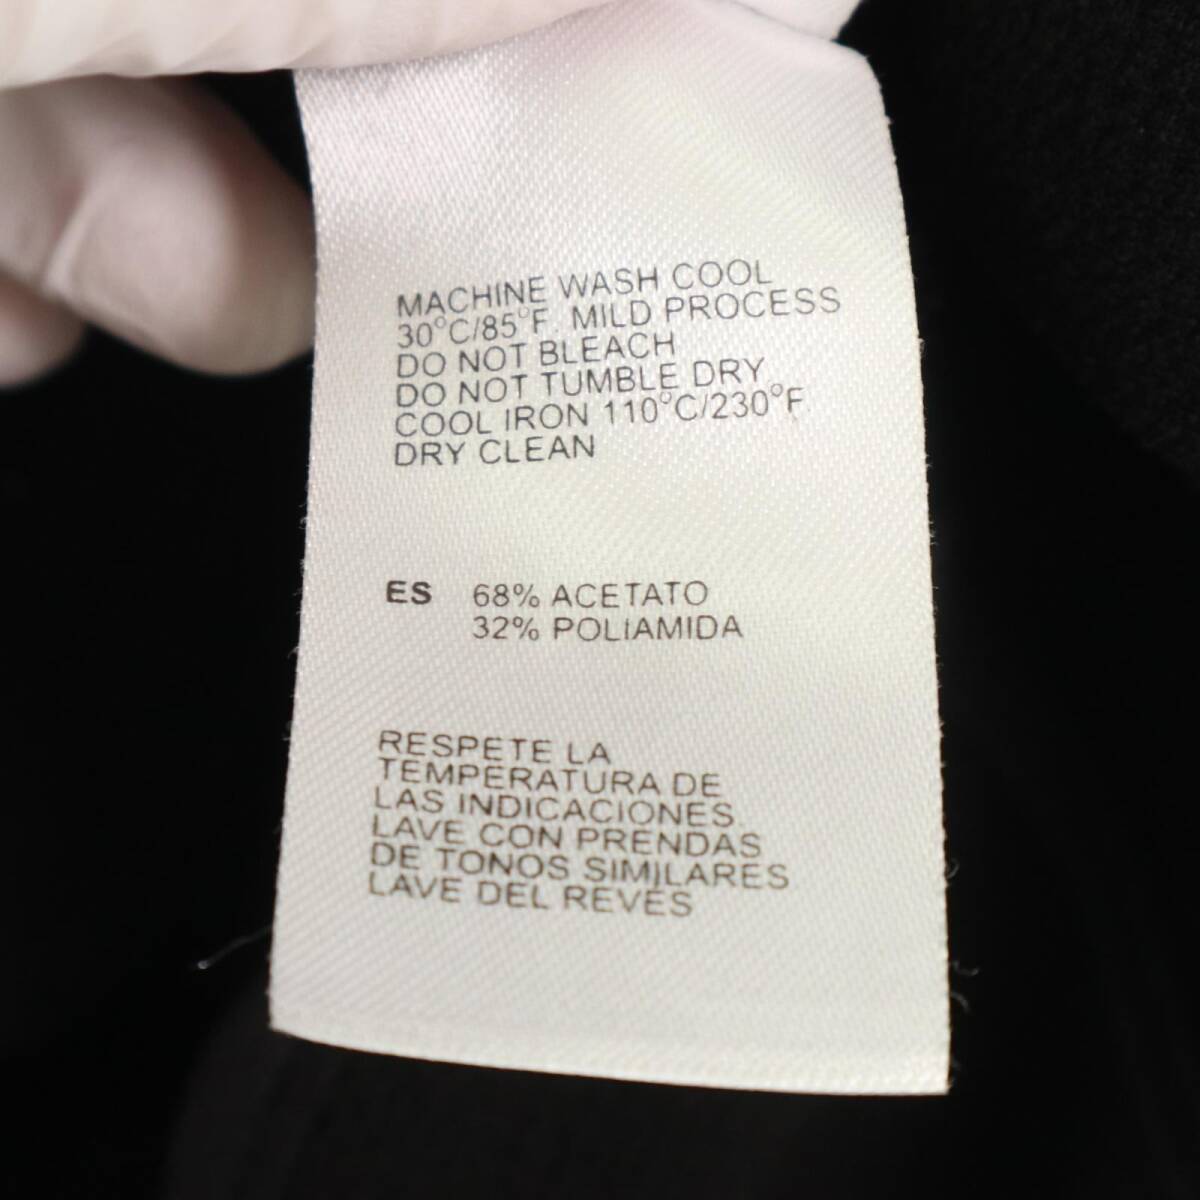 MACHINE WASH COOL
30°C/85°F. MILD PROCESS
DO NOT BLEACH
DO NOT TUMBLE DRY
COOL IRON 110°C/230°F.
DRY CLEAN
ES 68% ACETATO
32% POLIAMIDA
RESPETE LA
TEMPERATURA DE
LAS INDICACIONES.
LAVE CON PRENDAS
DE TONOS SIMILARES
LAVE DEL REVES